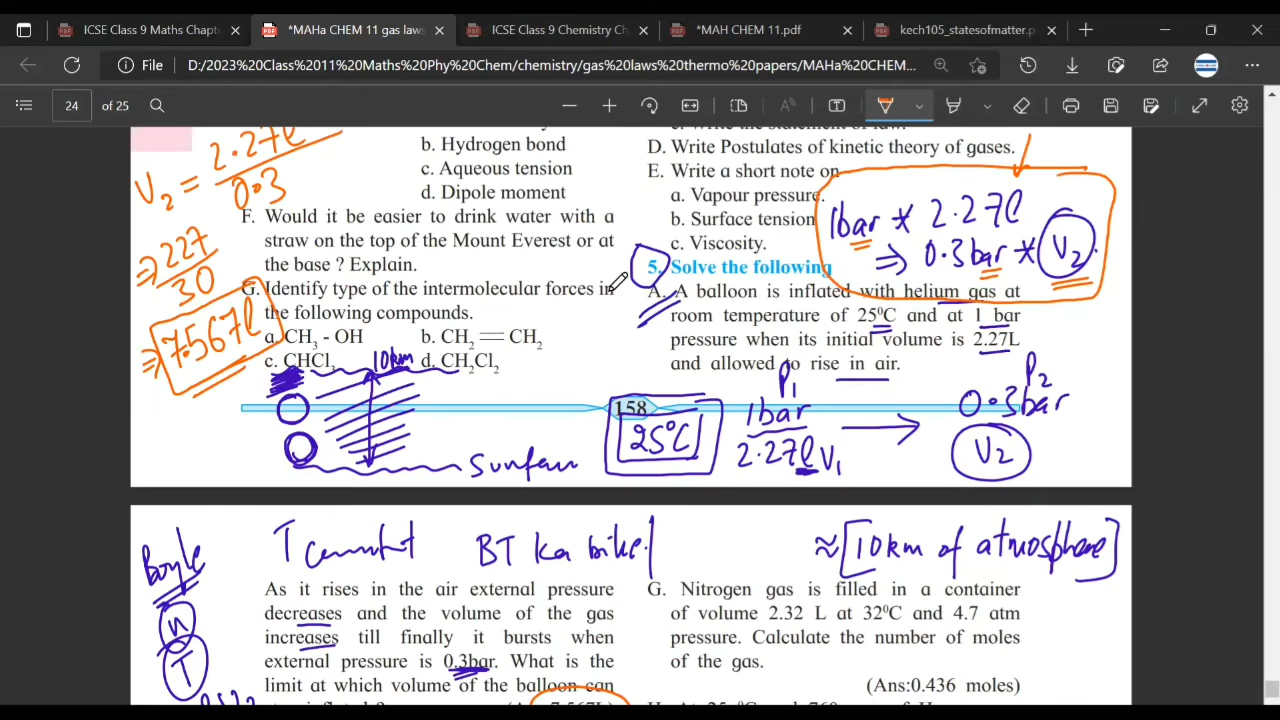 ICSE Class 9 Maths Chapte
*MAHa CHEM 11 gas laws
ICSE Class 9 Chemistry Ch
*MAH CHEM 11.pdf
kech105_statesofmatter.p
File
D:/2023%20Class%2011%20Maths%20Phy%20Chem/chemistry/gas%20laws%20thermo%20papers/MAHa%20CHEM...
24 of 25
V2 = 2.27l
0.3
⇒ 227
30
⇒ 7.567l
b. Hydrogen bond
c. Aqueous tension
d. Dipole moment
F. Would it be easier to drink water with a
straw on the top of the Mount Everest or at
the base ? Explain.
G. Identify type of the intermolecular forces in
the following compounds.
a. CH3 - OH b. CH2 = CH2
c. CHCl3 d. CH2Cl2
10km
Surface
c. Write the statement of law.
D. Write Postulates of kinetic theory of gases.
E. Write a short note on
a. Vapour pressure.
b. Surface tension
c. Viscosity.
1bar * 2.27l
⇒ 0.3bar * V2.
5. Solve the following
A. A balloon is inflated with helium gas at
room temperature of 25⁰C and at 1 bar
pressure when its initial volume is 2.27L
and allowed to rise in air.
158
25°C
P1
1bar
2.27l V1
P2
0.3bar
V2
Boyle
n
T
T constant BT ka bike
≈ [10km of atmosphere]
As it rises in the air external pressure
decreases and the volume of the gas
increases till finally it bursts when
external pressure is 0.3bar. What is the
limit at which volume of the balloon can
G. Nitrogen gas is filled in a container
of volume 2.32 L at 32⁰C and 4.7 atm
pressure. Calculate the number of moles
of the gas.
(Ans:0.436 moles)